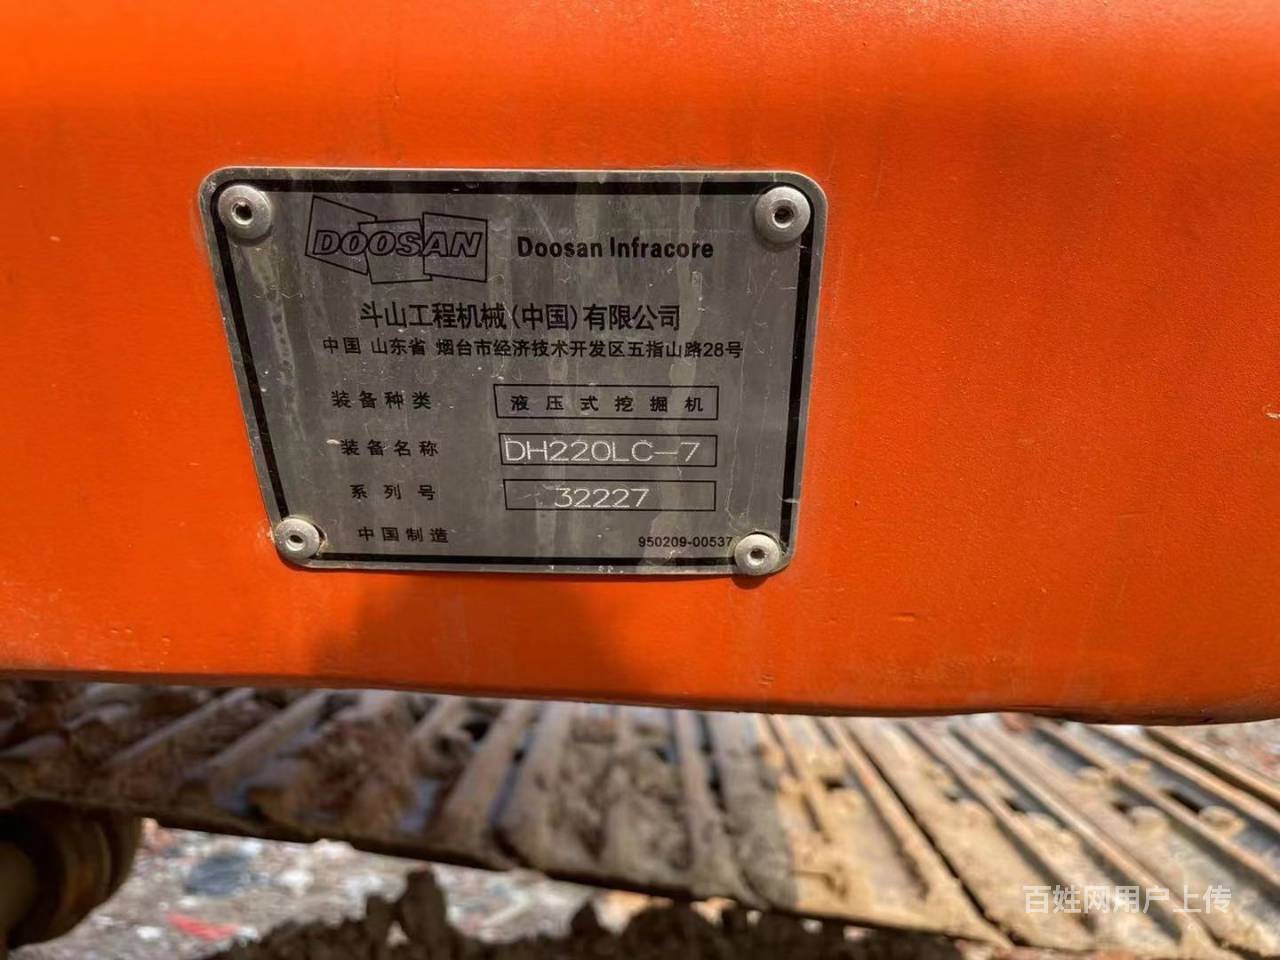 DOOSAN Doosan Infracore
斗山工程机械(中国)有限公司
中国 山东省 烟台市经济技术开发区五指山路28号
装备种类 液压式挖掘机
装备名称 DH220LC-7
系列号 32227
中国制造 950209-00537
百姓网用户上传